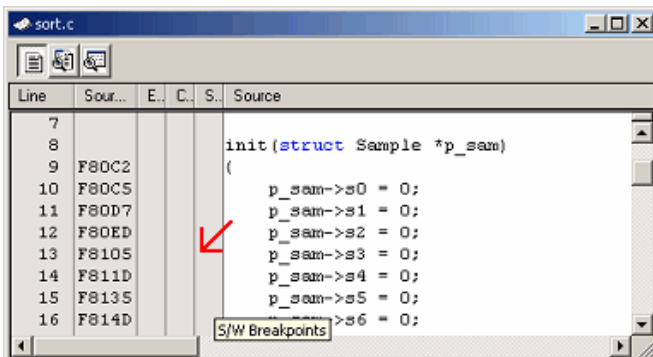 sort.c
Line Sour... E.. C.. S.. Source
7
8 init(struct Sample *p_sam)
9 F80C2 {
10 F80C5 p_sam->s0 = 0;
11 F80D7 p_sam->s1 = 0;
12 F80ED p_sam->s2 = 0;
13 F8105 p_sam->s3 = 0;
14 F811D p_sam->s4 = 0;
15 F8135 p_sam->s5 = 0;
16 F814D >s6 = 0;
S/W Breakpoints